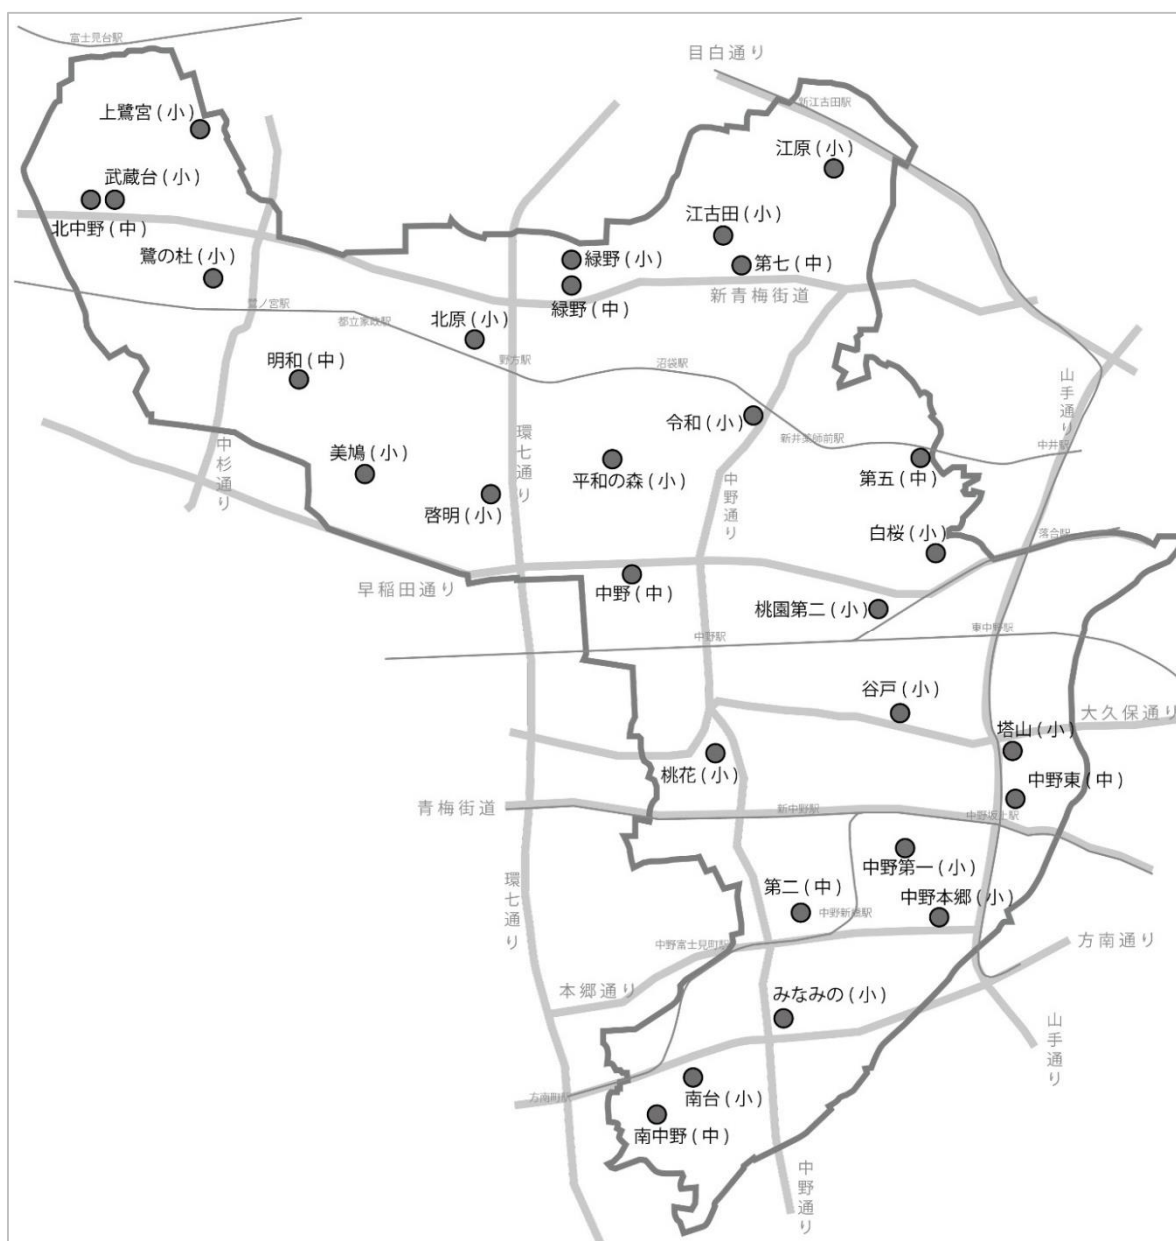 富士見台駅
目白通り
新江古田駅
上鷺宮(小)
江原(小)
武蔵台(小)
江古田(小)
北中野(中)
鷺の杜(小)
緑野(小)
第七(中)
新青梅街道
鷺ノ宮駅
緑野(中)
都立家政駅
北原(小)
野方駅
沼袋駅
明和(中)
山手通り
令和(小)
新井薬師前駅
中井駅
中杉通り
環七通り
美鳩(小)
平和の森(小)
中野通り
第五(中)
啓明(小)
白桜(小)
落合駅
早稲田通り
中野(中)
桃園第二(小)
中野駅
東中野駅
谷戸(小)
大久保通り
塔山(小)
桃花(小)
中野東(中)
青梅街道
新中野駅
中野坂上駅
中野第一(小)
環七通り
第二(中)
中野本郷(小)
中野新橋駅
中野富士見町駅
方南通り
本郷通り
みなみの(小)
山手通り
方南町
南台(小)
南中野(中)
中野通り